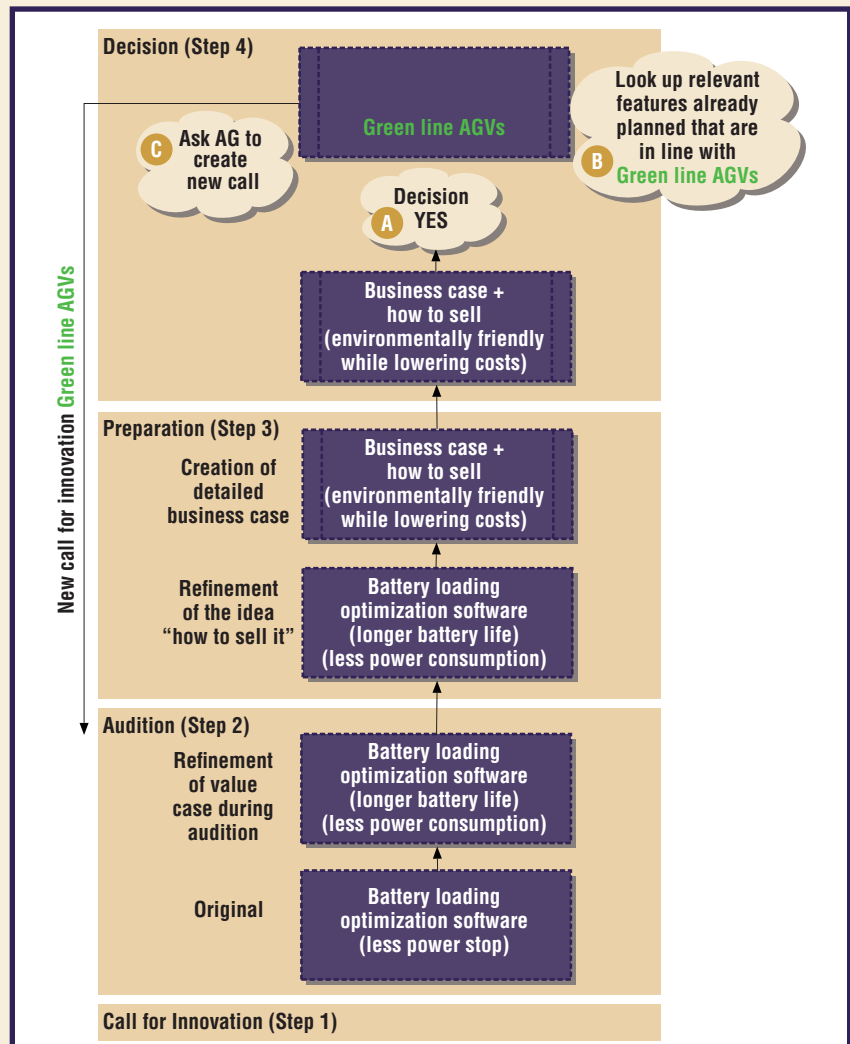 Decision (Step 4)
Green line AGVs
Look up relevant
features already
planned that are
in line with
Green line AGVs
B
C
Ask AG to
create
new call
Decision
YES
A
Business case +
how to sell
(environmentally friendly
while lowering costs)
New call for innovation Green line AGVs
Preparation (Step 3)
Creation of
detailed
business case
Business case +
how to sell
(environmentally friendly
while lowering costs)
Refinement
of the idea
“how to sell it”
Battery loading
optimization software
(longer battery life)
(less power consumption)
Audition (Step 2)
Refinement
of value
case during
audition
Battery loading
optimization software
(longer battery life)
(less power consumption)
Original
Battery loading
optimization software
(less power stop)
Call for Innovation (Step 1)